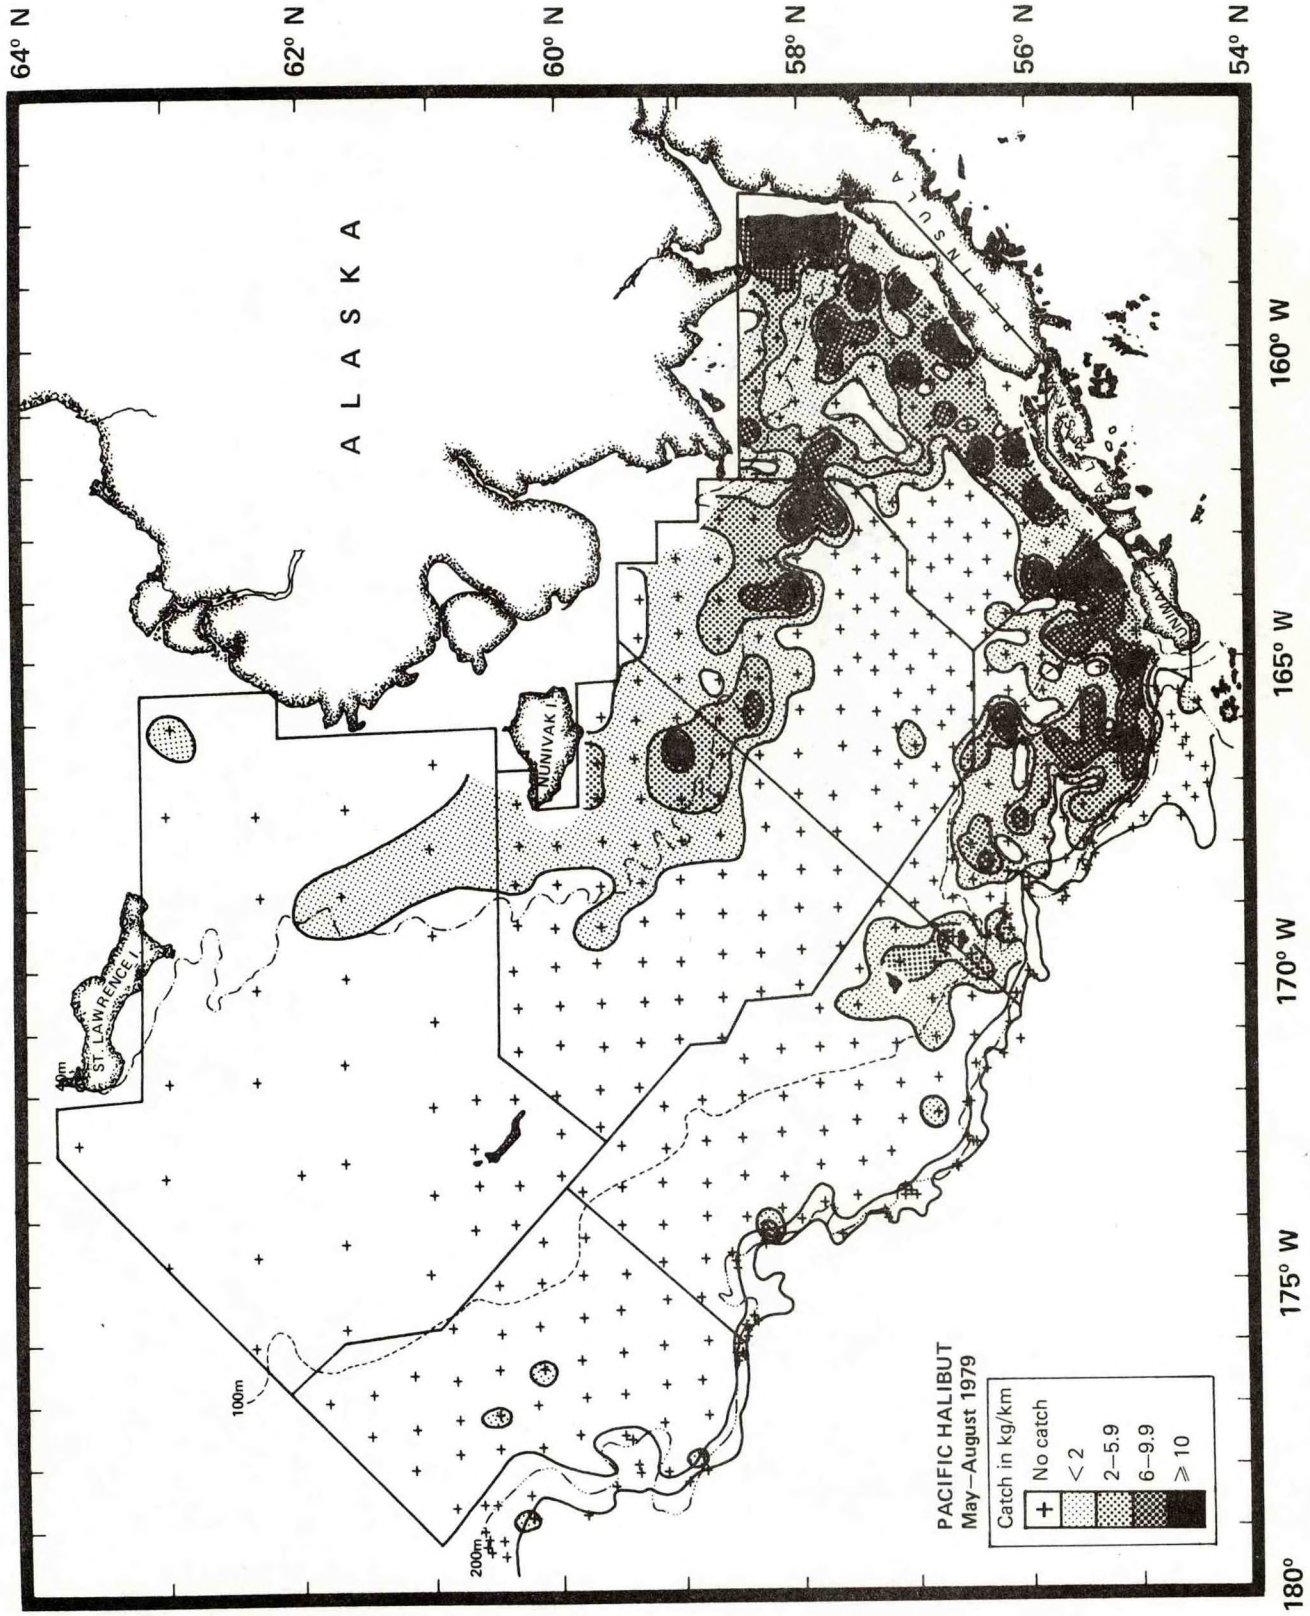 64° N
62° N
60° N
58° N
56° N
54° N
ALASKA
PENINSULA
ST. LAWRENCE I.
NUNIVAK I.
UNIMAK
40m
100m
200m
160° W
165° W
170° W
175° W
180°
PACIFIC HALIBUT
May–August 1979
Catch in kg/km
+ No catch
< 2
2–5.9
6–9.9
⩾ 10